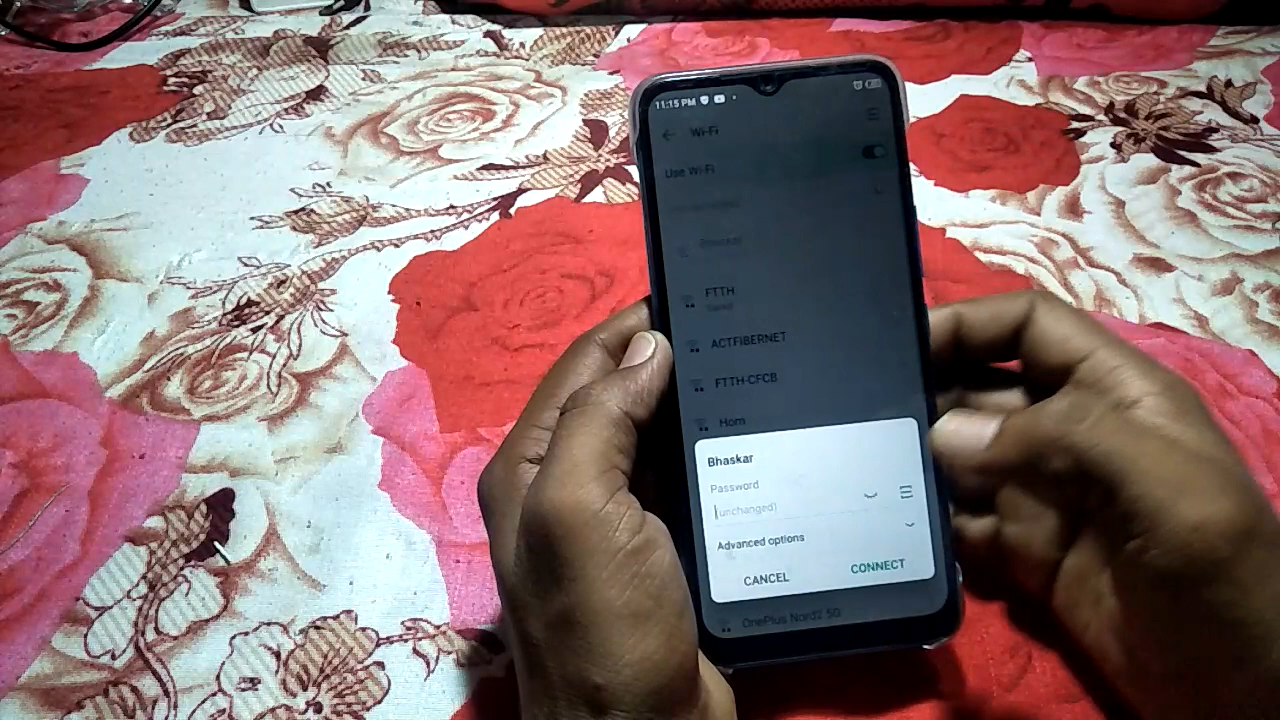 11:15 PM
Wi-Fi
Use Wi-Fi
FTTH
Saved
ACTFIBERNET
FTTH-CFCB
Hom
Bhaskar
Password
(unchanged)
Advanced options
CANCEL CONNECT
OnePlus Nord2 5G